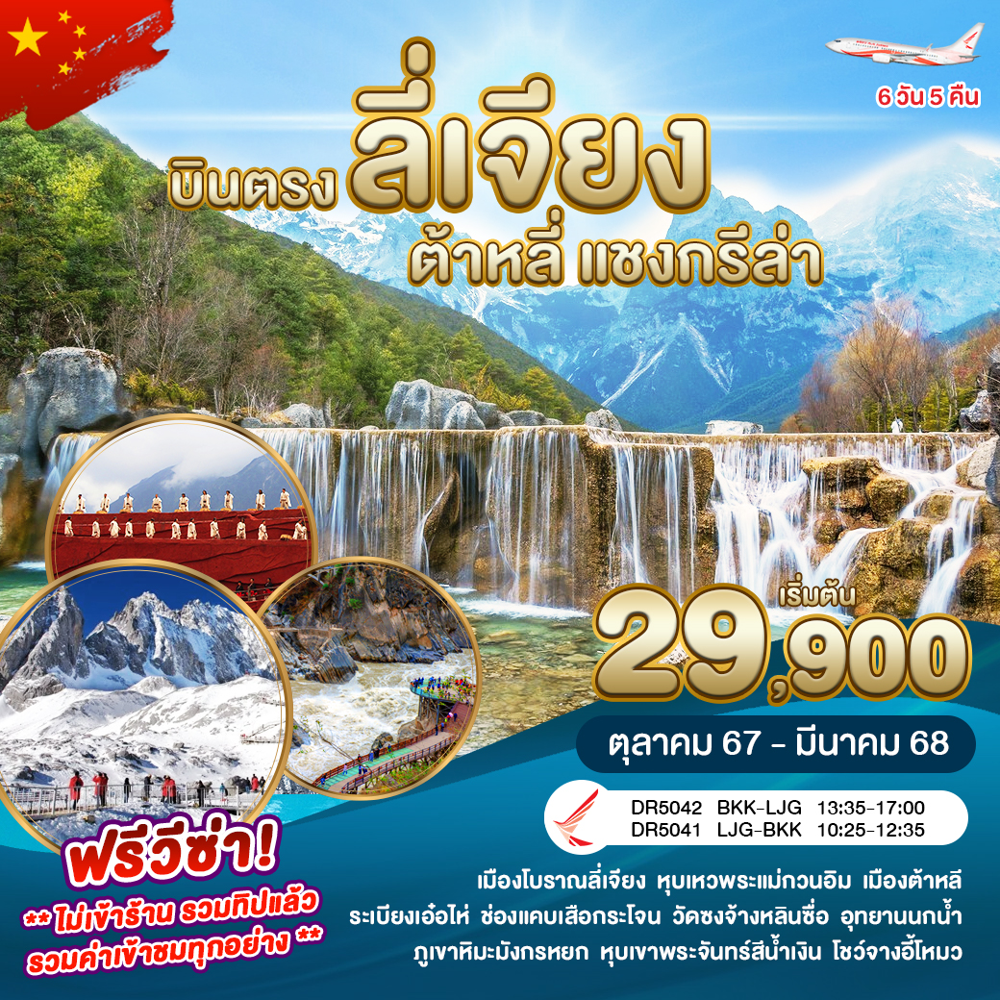 6 วัน 5 คืน
บินตรง ลี่เจียง
ต้าหลี่ แชงกรีล่า
เริ่มต้น
29,900
ตุลาคม 67 - มีนาคม 68
DR5042 BKK-LJG 13:35-17:00
DR5041 LJG-BKK 10:25-12:35
ฟรีวีซ่า!
** ไม่เข้าร้าน รวมทิปแล้ว
รวมค่าเข้าชมทุกอย่าง **
เมืองโบราณลี่เจียง หุบเหวพระแม่กวนอิม เมืองต้าหลี
ระเบียงเอ๋อไห่ ช่องแคบเสือกระโจน วัดซงจ้างหลินซื่อ อุทยานนกน้ำ
ภูเขาหิมะมังกรหยก หุบเขาพระจันทร์สีน้ำเงิน โชว์จางอี้โหมว